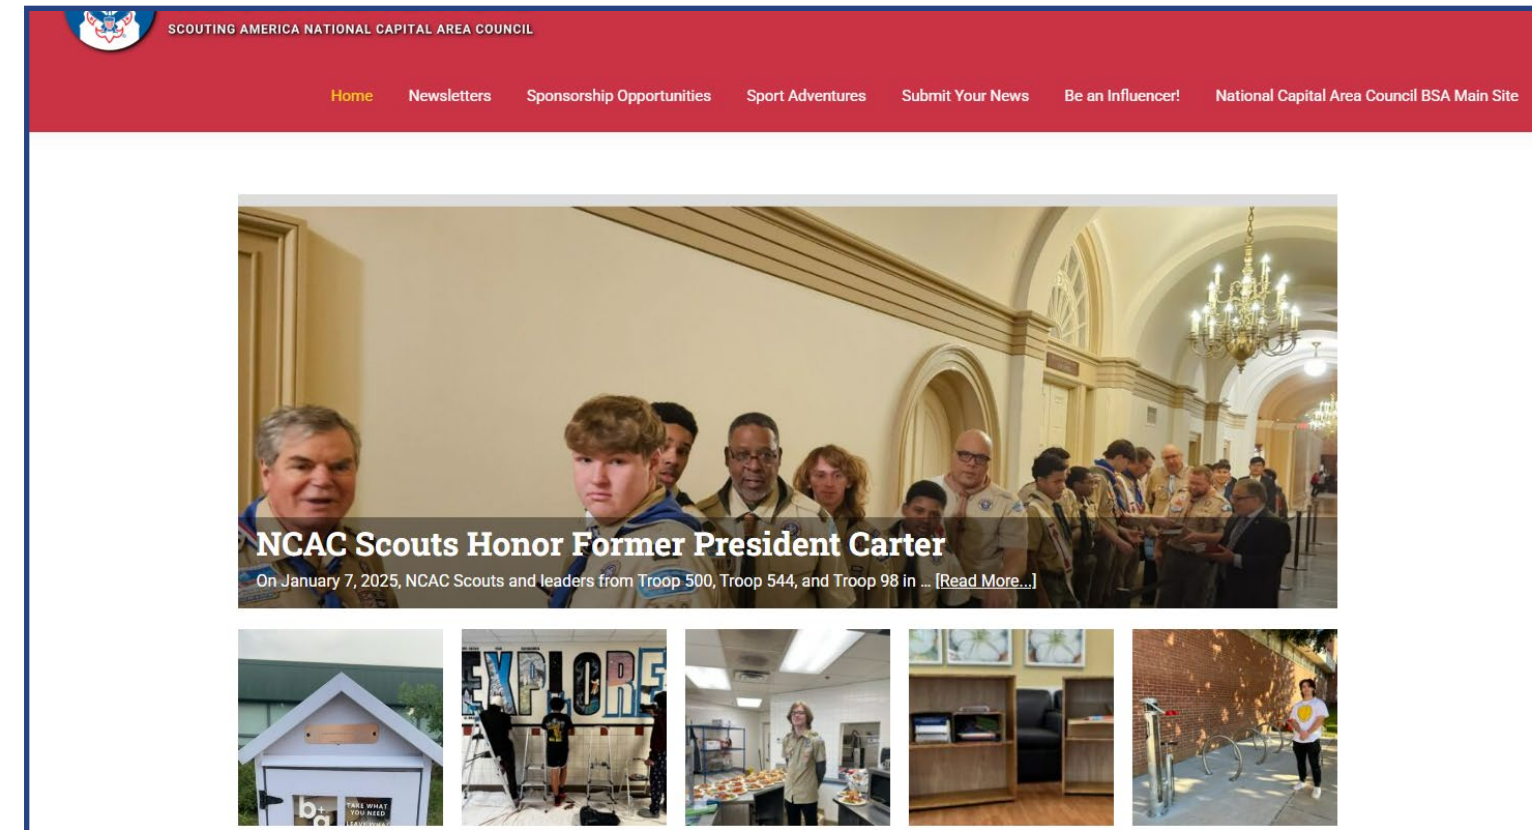 SCOUTING AMERICA NATIONAL CAPITAL AREA COUNCIL
Home Newsletters Sponsorship Opportunities Sport Adventures Submit Your News Be an Influencer! National Capital Area Council BSA Main Site
NCAC Scouts Honor Former President Carter
On January 7, 2025, NCAC Scouts and leaders from Troop 500, Troop 544, and Troop 98 in ... [Read More...]
EXPLORE
TAKE WHAT
YOU NEED